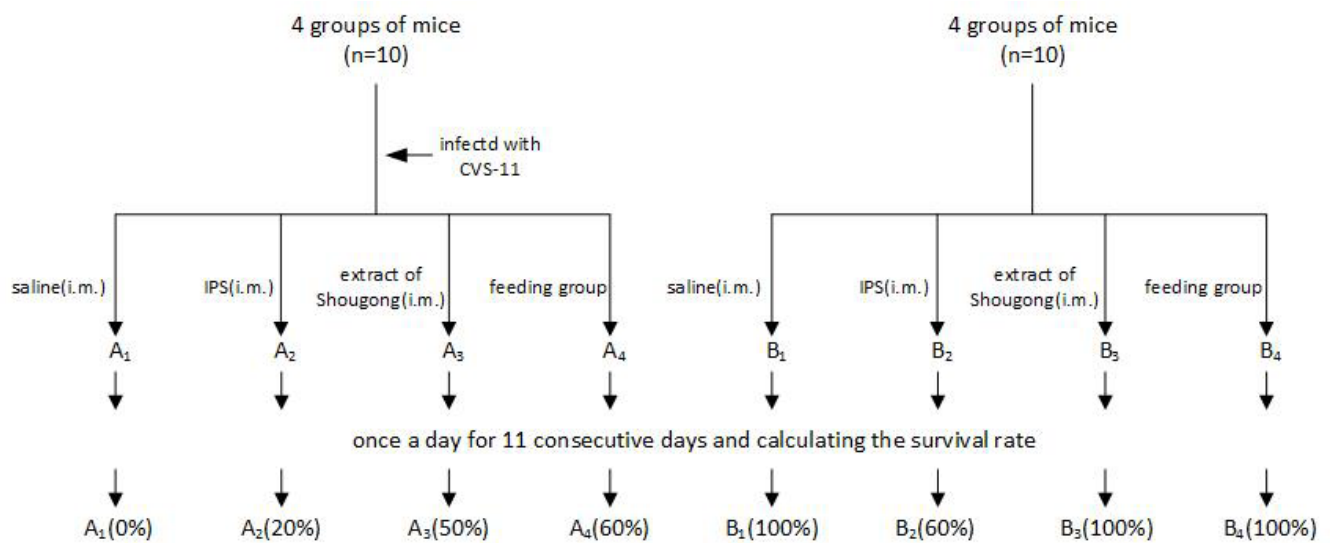 4 groups of mice
(n=10)
4 groups of mice
(n=10)
infectd with
CVS-11
saline(i.m.)
IPS(i.m.)
extract of
Shougong(i.m.)
feeding group
saline(i.m.)
IPS(i.m.)
extract of
Shougong(i.m.)
feeding group
A₁
A₂
A₃
A₄
B₁
B₂
B₃
B₄
once a day for 11 consecutive days and calculating the survival rate
A₁(0%)
A₂(20%)
A₃(50%)
A₄(60%)
B₁(100%)
B₂(60%)
B₃(100%)
B₄(100%)